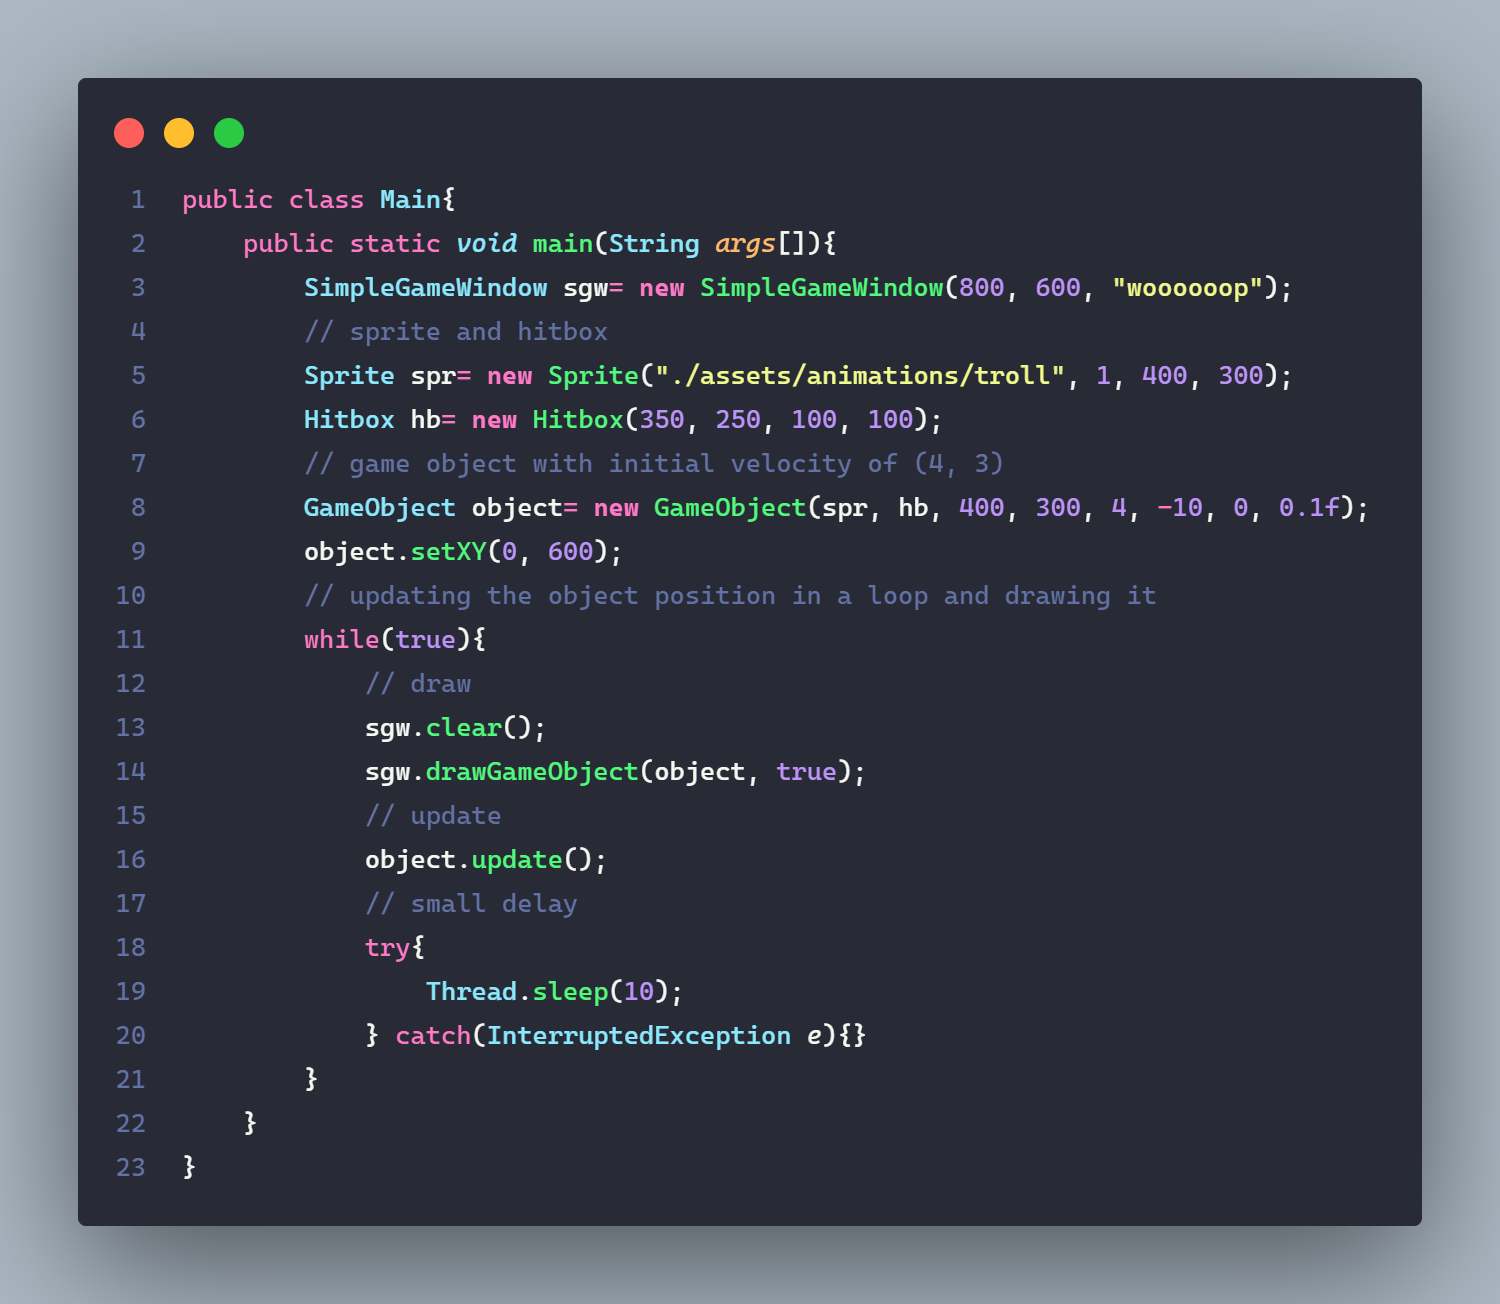 1 public class Main{
2     public static void main(String args[]){
3         SimpleGameWindow sgw= new SimpleGameWindow(800, 600, "woooooop");
4         // sprite and hitbox
5         Sprite spr= new Sprite("./assets/animations/troll", 1, 400, 300);
6         Hitbox hb= new Hitbox(350, 250, 100, 100);
7         // game object with initial velocity of (4, 3)
8         GameObject object= new GameObject(spr, hb, 400, 300, 4, -10, 0, 0.1f);
9         object.setXY(0, 600);
10         // updating the object position in a loop and drawing it
11         while(true){
12             // draw
13             sgw.clear();
14             sgw.drawGameObject(object, true);
15             // update
16             object.update();
17             // small delay
18             try{
19                 Thread.sleep(10);
20             } catch(InterruptedException e){}
21         }
22     }
23 }